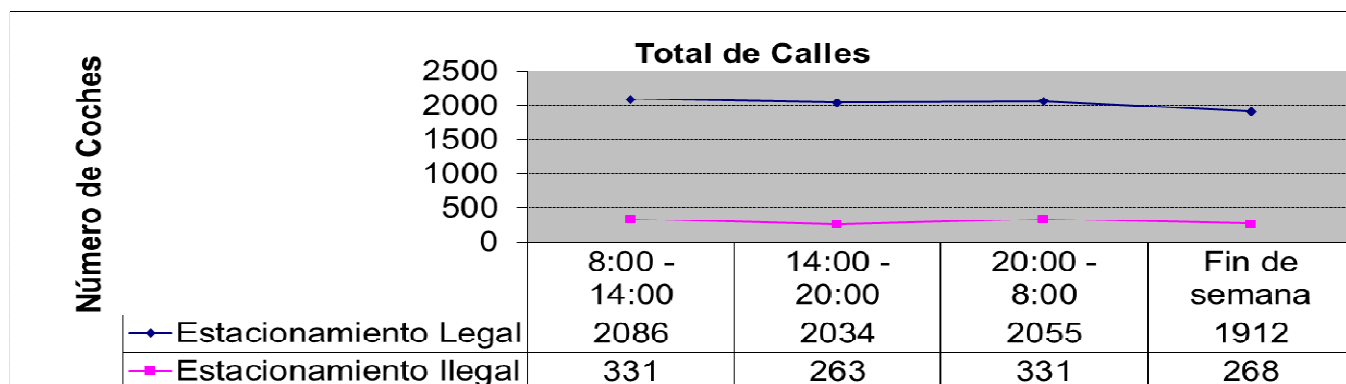 Total de Calles
Número de Coches
2500
2000
1500
1000
500
0
8:00 - 14:00 14:00 - 20:00 20:00 - 8:00 Fin de semana
Estacionamiento Legal 2086 2034 2055 1912
Estacionamiento Ilegal 331 263 331 268